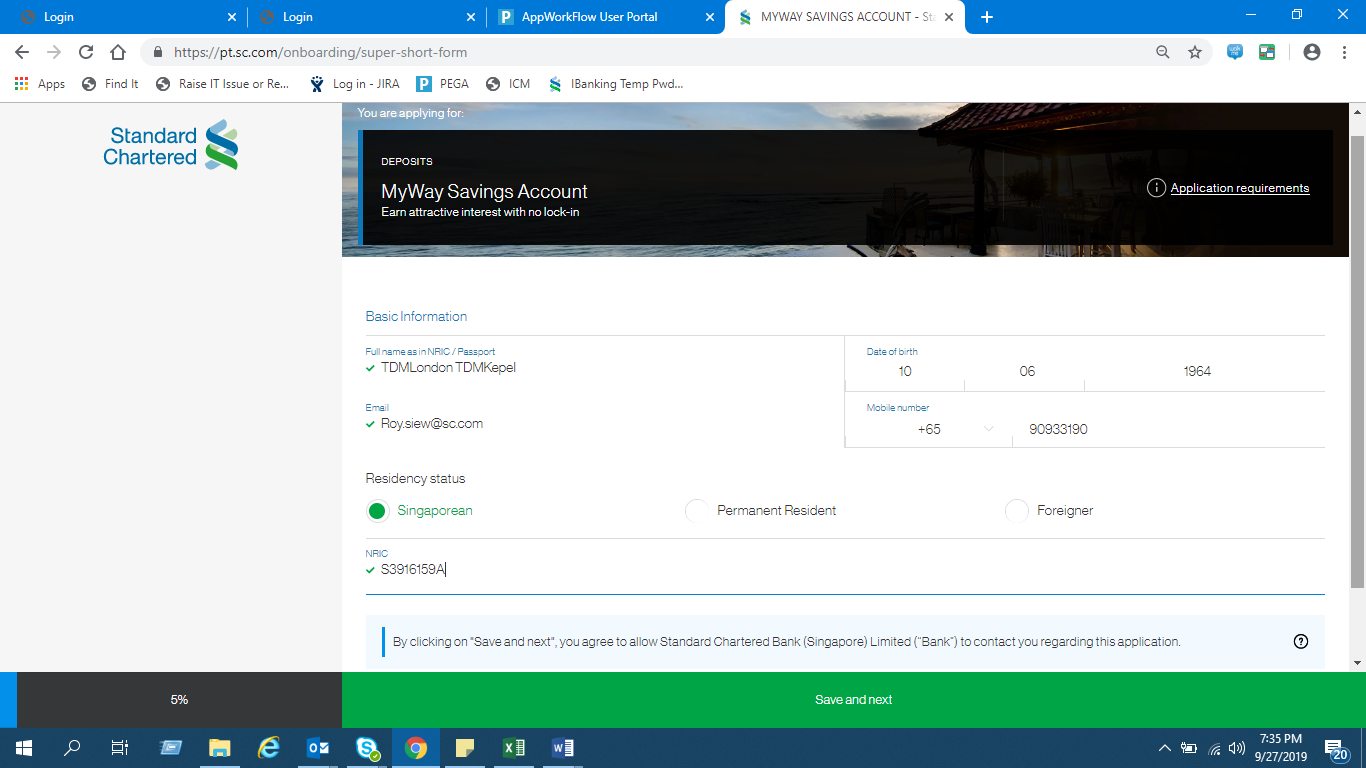 Login
Login
AppWorkFlow User Portal
MYWAY SAVINGS ACCOUNT - Sta
https://pt.sc.com/onboarding/super-short-form
Apps
Find It
Raise IT Issue or Re...
Log in - JIRA
PEGA
ICM
IBanking Temp Pwd...
Standard
Chartered
You are applying for:
DEPOSITS
MyWay Savings Account
Earn attractive interest with no lock-in
Application requirements
Basic Information
Full name as in NRIC / Passport
TDMLondon TDMKepel
Date of birth
10 06 1964
Email
Roy.siew@sc.com
Mobile number
+65 90933190
Residency status
Singaporean
Permanent Resident
Foreigner
NRIC
S3916159A
By clicking on "Save and next", you agree to allow Standard Chartered Bank (Singapore) Limited ("Bank") to contact you regarding this application.
5%
Save and next
7:35 PM
9/27/2019
20